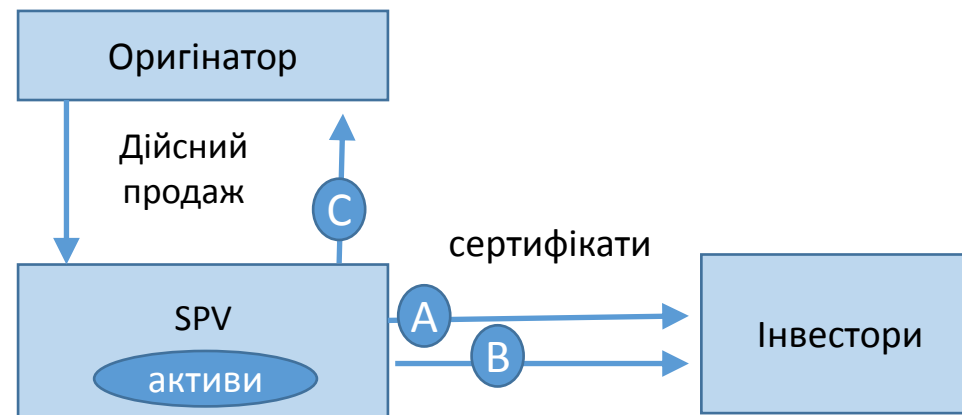 Оригінатор
Дійсний
продаж
C
сертифікати
SPV
A
B
Інвестори
активи